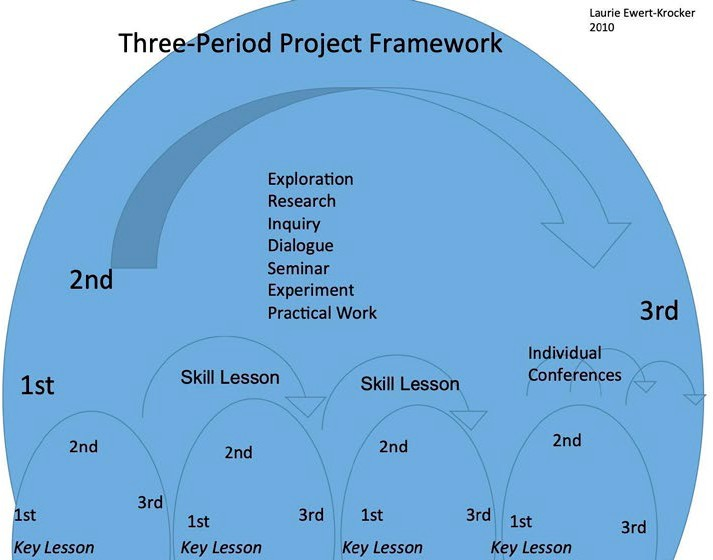 Laurie Ewert-Krocker
2010
Three-Period Project Framework
Exploration
Research
Inquiry
Dialogue
Seminar
Experiment
Practical Work
2nd
3rd
1st
Skill Lesson
Skill Lesson
Individual
Conferences
2nd
1st
3rd
Key Lesson
2nd
1st
3rd
Key Lesson
2nd
1st
3rd
Key Lesson
2nd
1st
3rd
Key Lesson